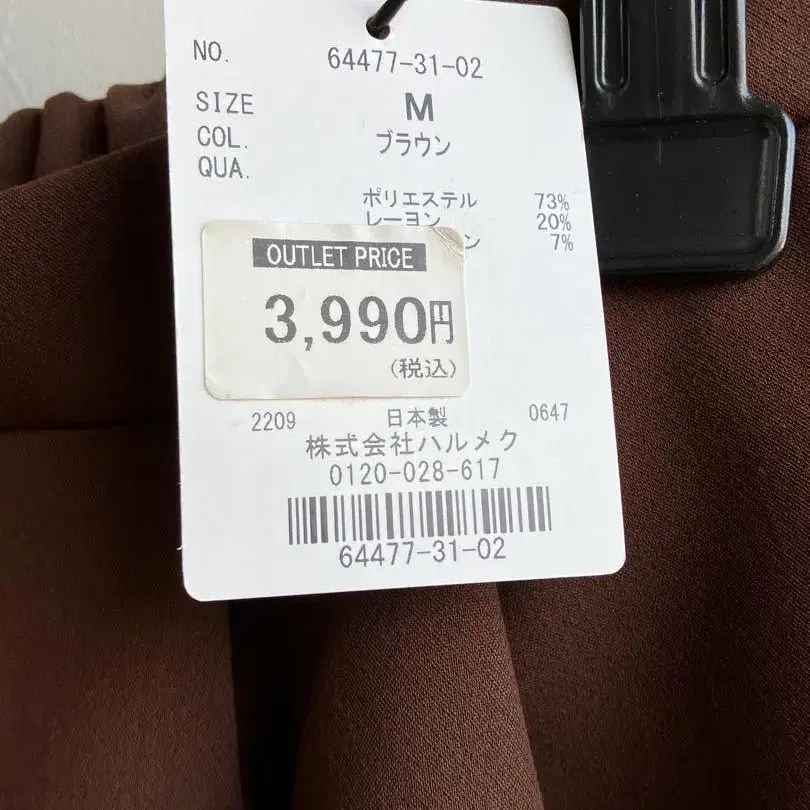 NO. 64477-31-02
SIZE M
COL. ブラウン
QUA.
ポリエステル 73%
レーヨン 20%
ン 7%
OUTLET PRICE
3,990円
(税込)
2209 日本製 0647
株式会社ハルメク
0120-028-617
64477-31-02